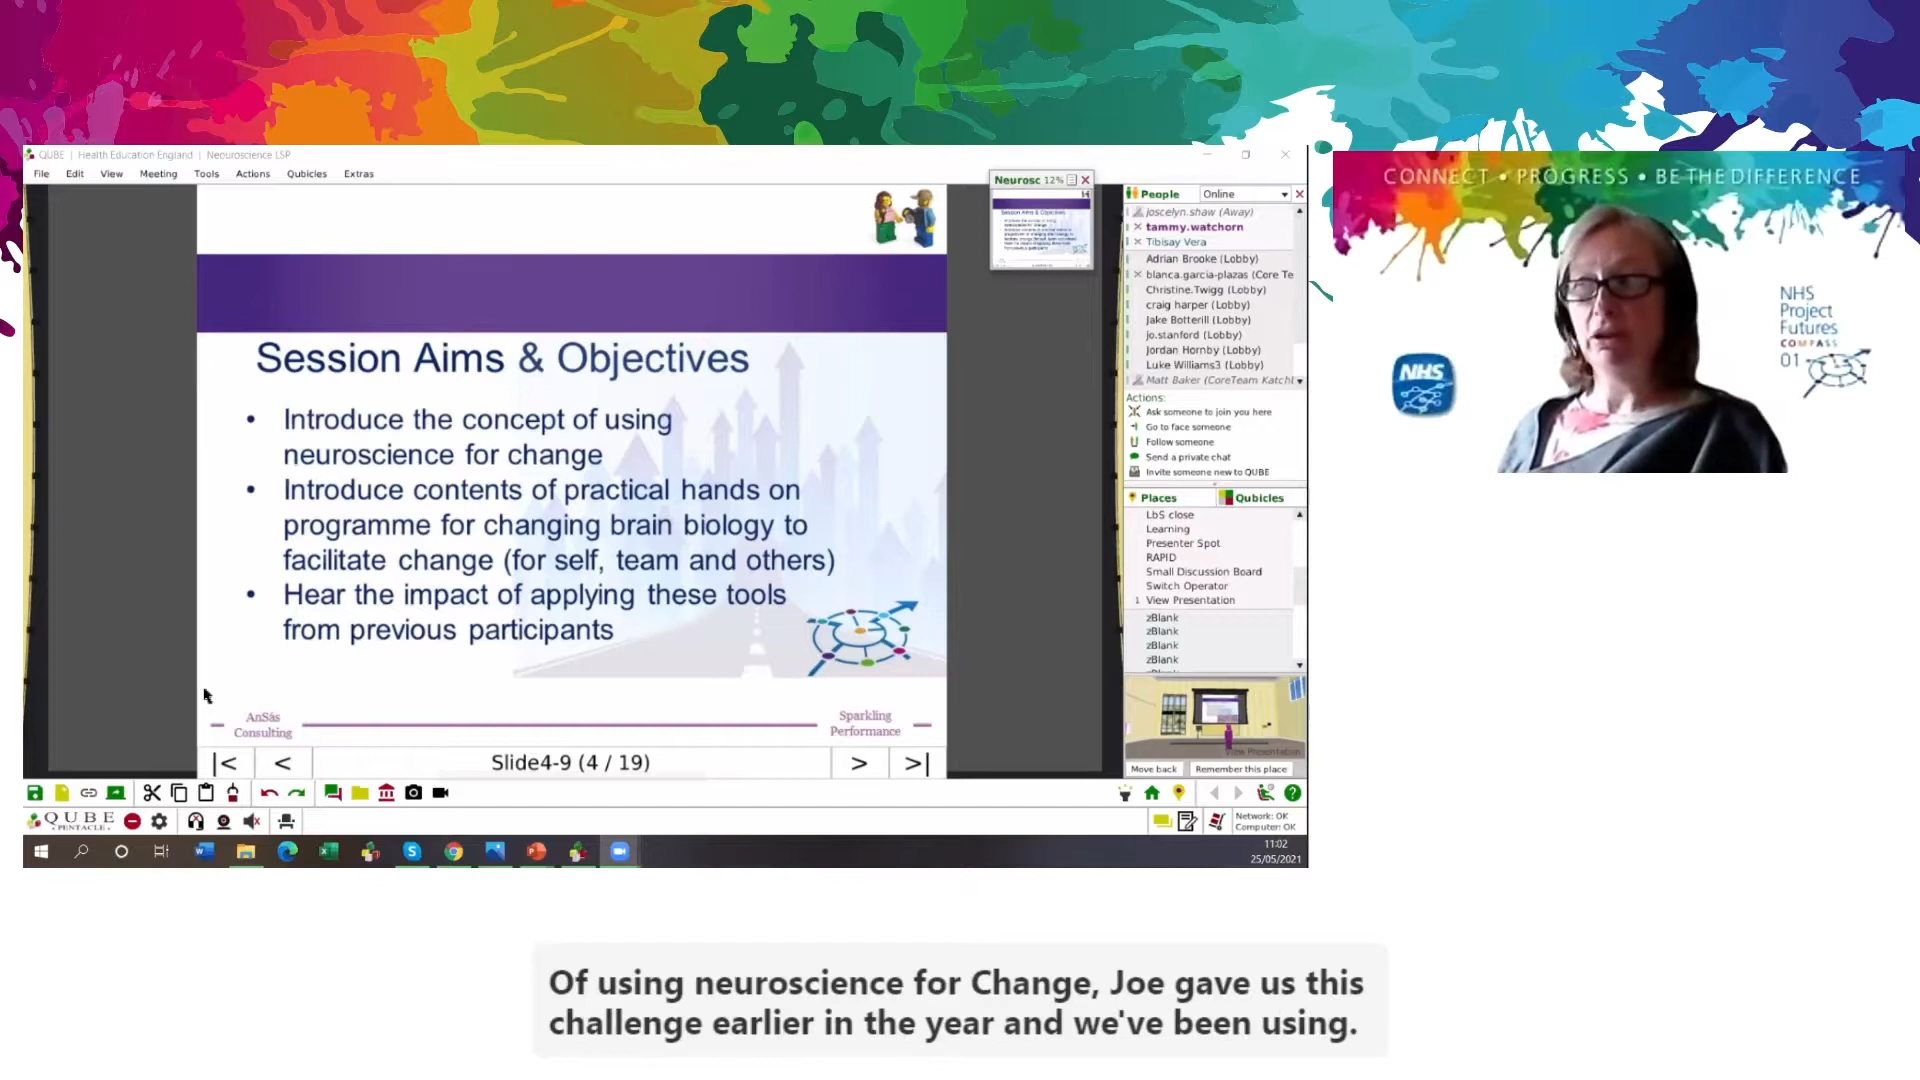 QUBE | Health Education England | Neouroscience LSP
File Edit View Meeting Tools Actions Qubicles Extras
Session Aims & Objectives
• Introduce the concept of using
neuroscience for change
• Introduce contents of practical hands on
programme for changing brain biology to
facilitate change (for self, team and others)
• Hear the impact of applying these tools
from previous participants
AnSás
Consulting
Sparkling
Performance
|< < Slide4-9 (4 / 19) > >|
Neurosc 12%
Session Aims & Objectives
People Online
joscelyn.shaw (Away)
tammy.watchorn
Tibisay Vera
Adrian Brooke (Lobby)
blanca.garcia-plazas (Core Te
Christine.Twigg (Lobby)
craig harper (Lobby)
Jake Botterill (Lobby)
jo.stanford (Lobby)
Jordan Hornby (Lobby)
Luke Williams3 (Lobby)
Matt Baker (CoreTeam Katchl
Actions:
Ask someone to join you here
Go to face someone
Follow someone
Send a private chat
Invite someone new to QUBE
Places Qubicles
LbS close
Learning
Presenter Spot
RAPID
Small Discussion Board
Switch Operator
1 View Presentation
zBlank
zBlank
zBlank
zBlank
View Presentation
Move back Remember this place
QUBE
PENTACLE
Network: OK
Computer: OK
11:02
25/05/2021
CONNECT • PROGRESS • BE THE DIFFERENCE
NHS
NHS
Project
Futures
COMPASS
01
Of using neuroscience for Change, Joe gave us this
challenge earlier in the year and we've been using.